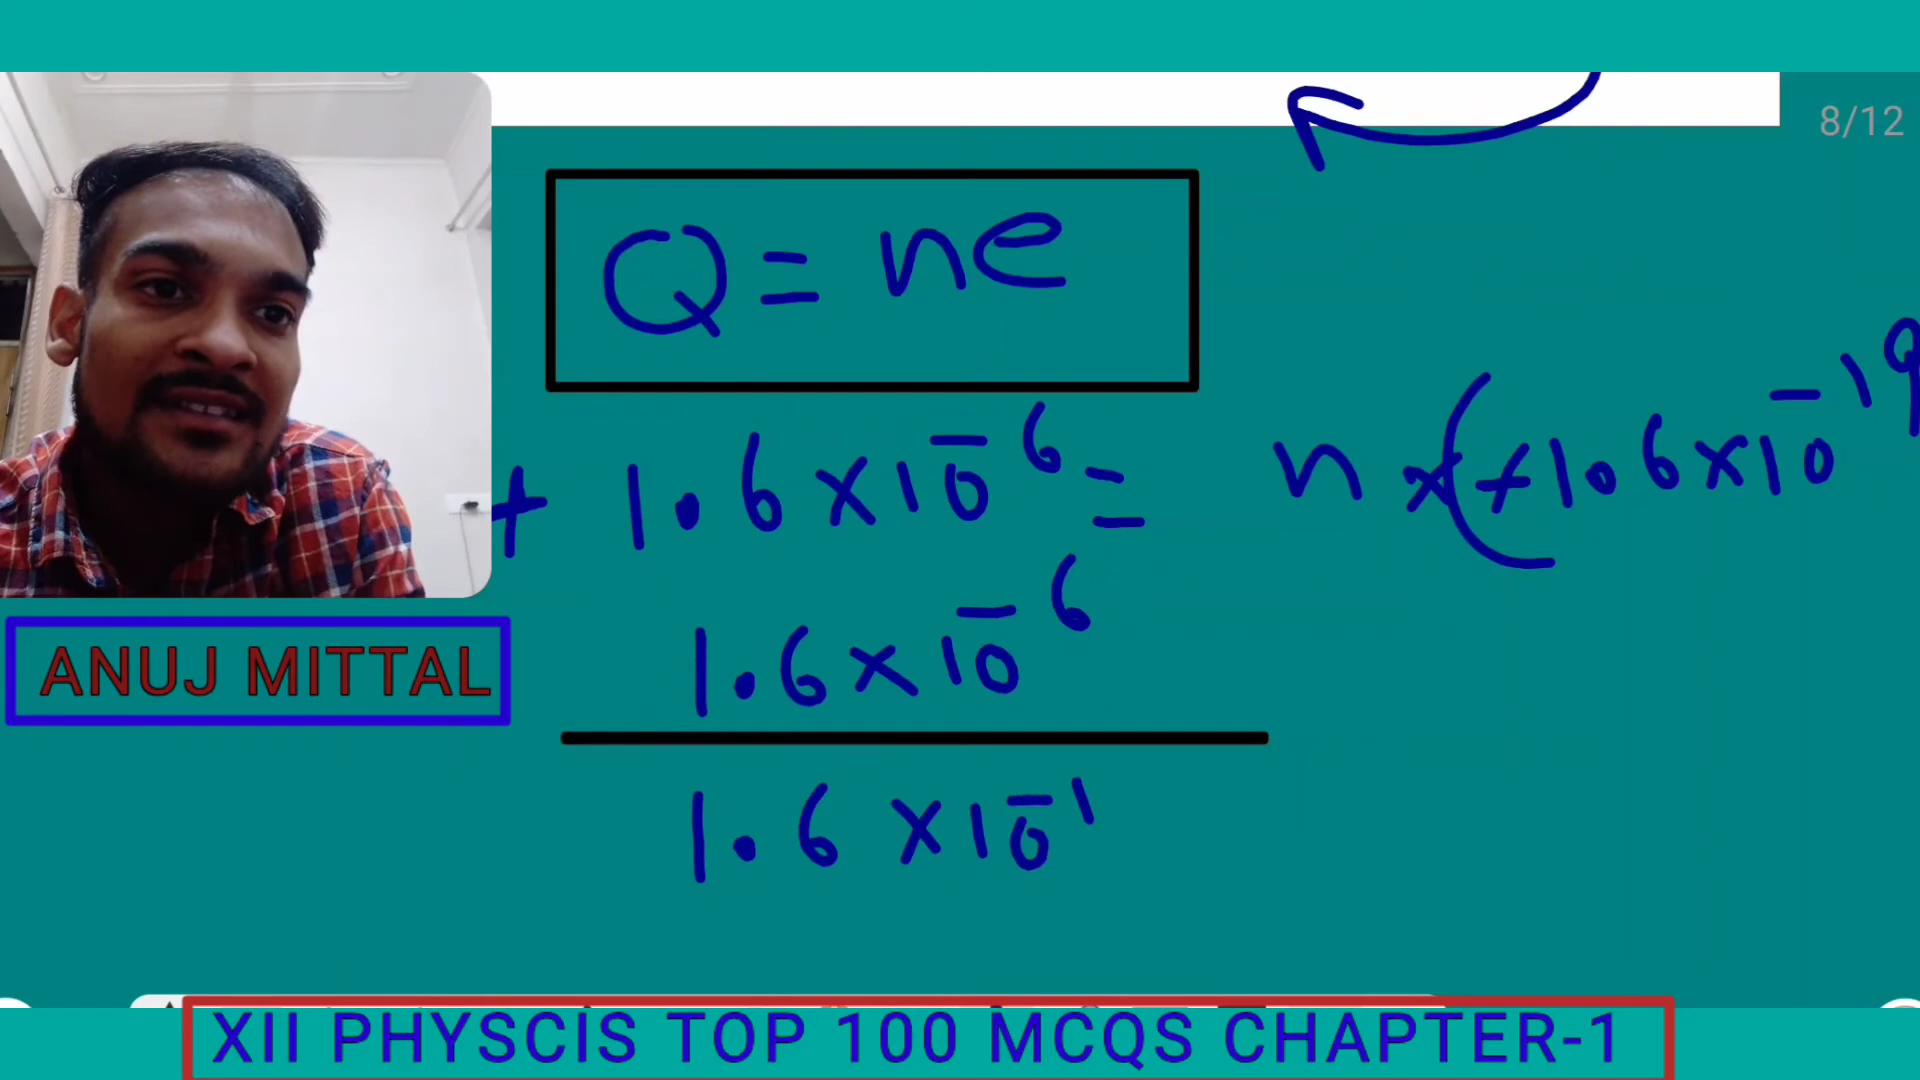 8/12
Q = ne
+ 1.6 × 10⁻⁶ = n × (+1.6 × 10⁻¹⁹
1.6 × 10⁻⁶
1.6 × 10⁻¹
ANUJ MITTAL
XII PHYSCIS TOP 100 MCQS CHAPTER-1